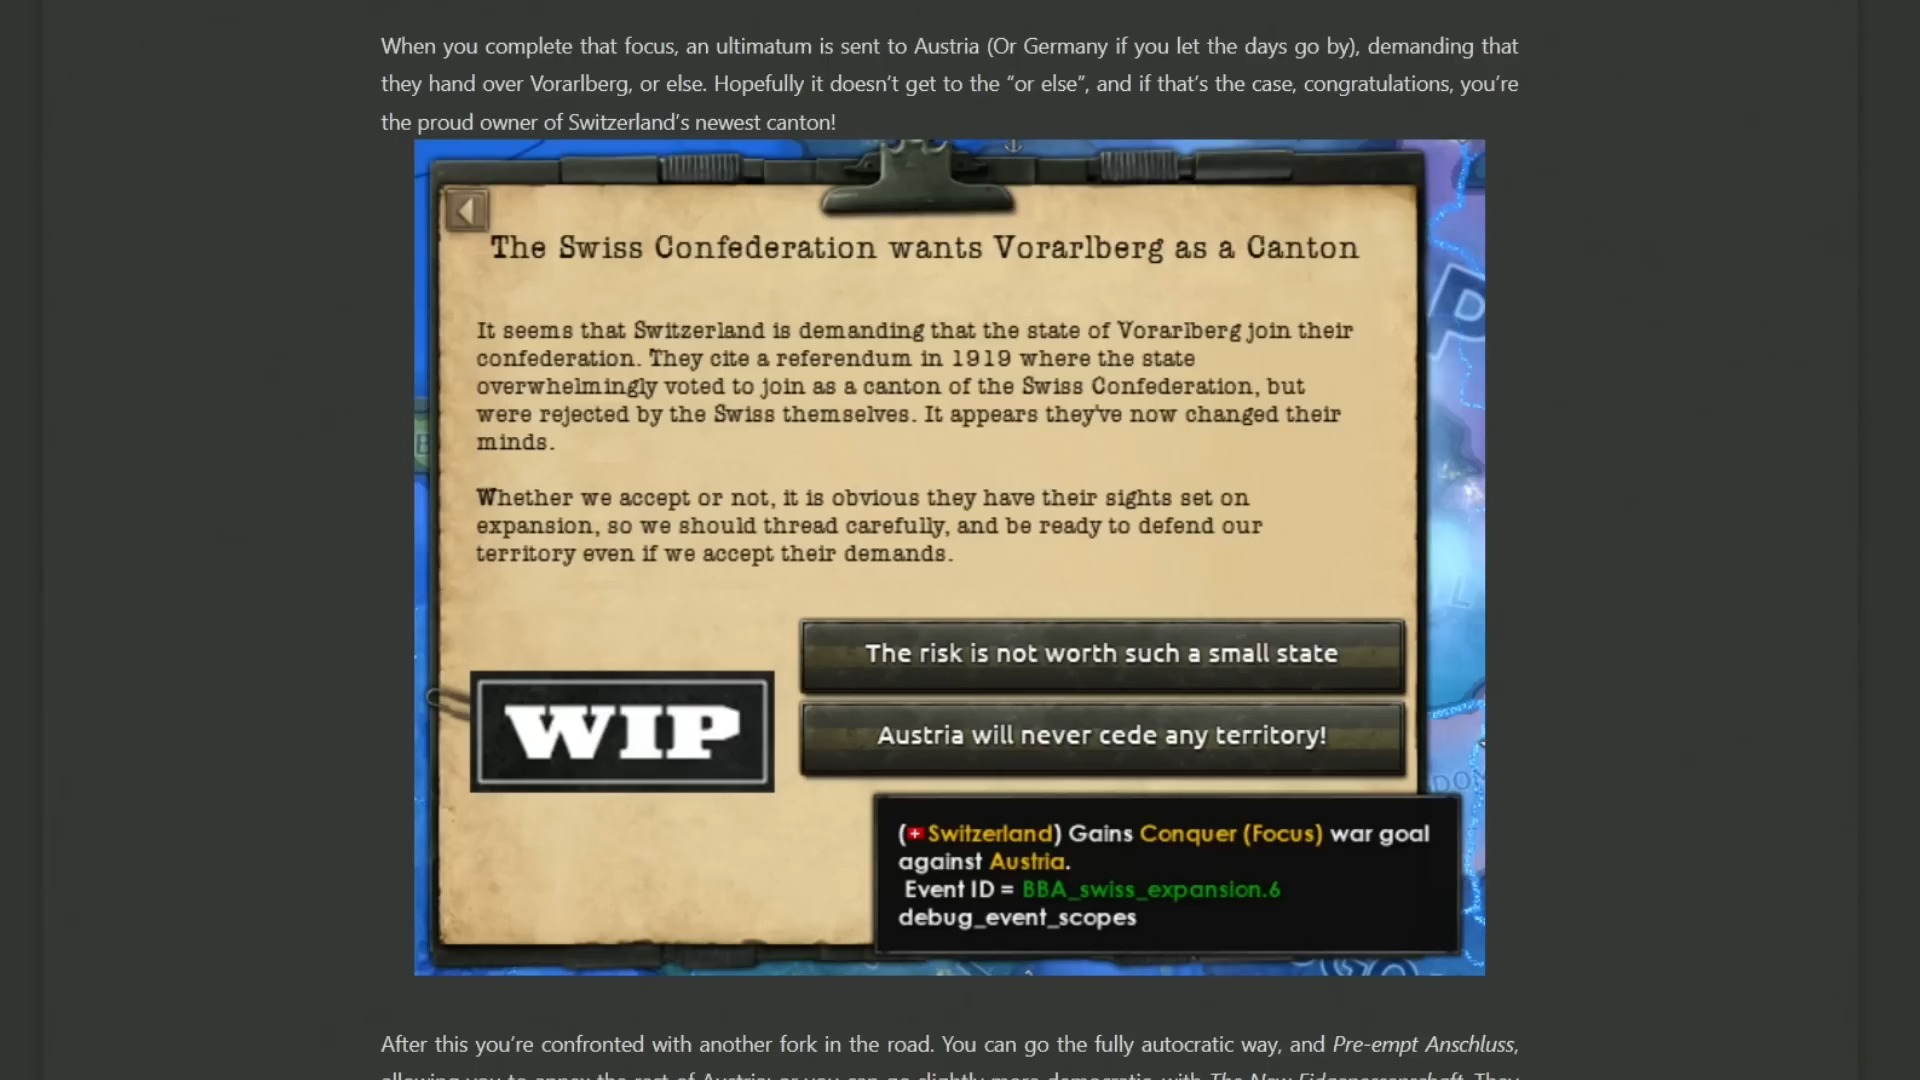 When you complete that focus, an ultimatum is sent to Austria (Or Germany if you let the days go by), demanding that
they hand over Vorarlberg, or else. Hopefully it doesn’t get to the “or else”, and if that’s the case, congratulations, you’re
the proud owner of Switzerland’s newest canton!
The Swiss Confederation wants Vorarlberg as a Canton
It seems that Switzerland is demanding that the state of Vorarlberg join their
confederation. They cite a referendum in 1919 where the state
overwhelmingly voted to join as a canton of the Swiss Confederation, but
were rejected by the Swiss themselves. It appears they've now changed their
minds.
Whether we accept or not, it is obvious they have their sights set on
expansion, so we should thread carefully, and be ready to defend our
territory even if we accept their demands.
The risk is not worth such a small state
WIP
Austria will never cede any territory!
(Switzerland) Gains Conquer (Focus) war goal
against Austria.
Event ID = BBA_swiss_expansion.6
debug_event_scopes
After this you’re confronted with another fork in the road. You can go the fully autocratic way, and Pre-empt Anschluss,